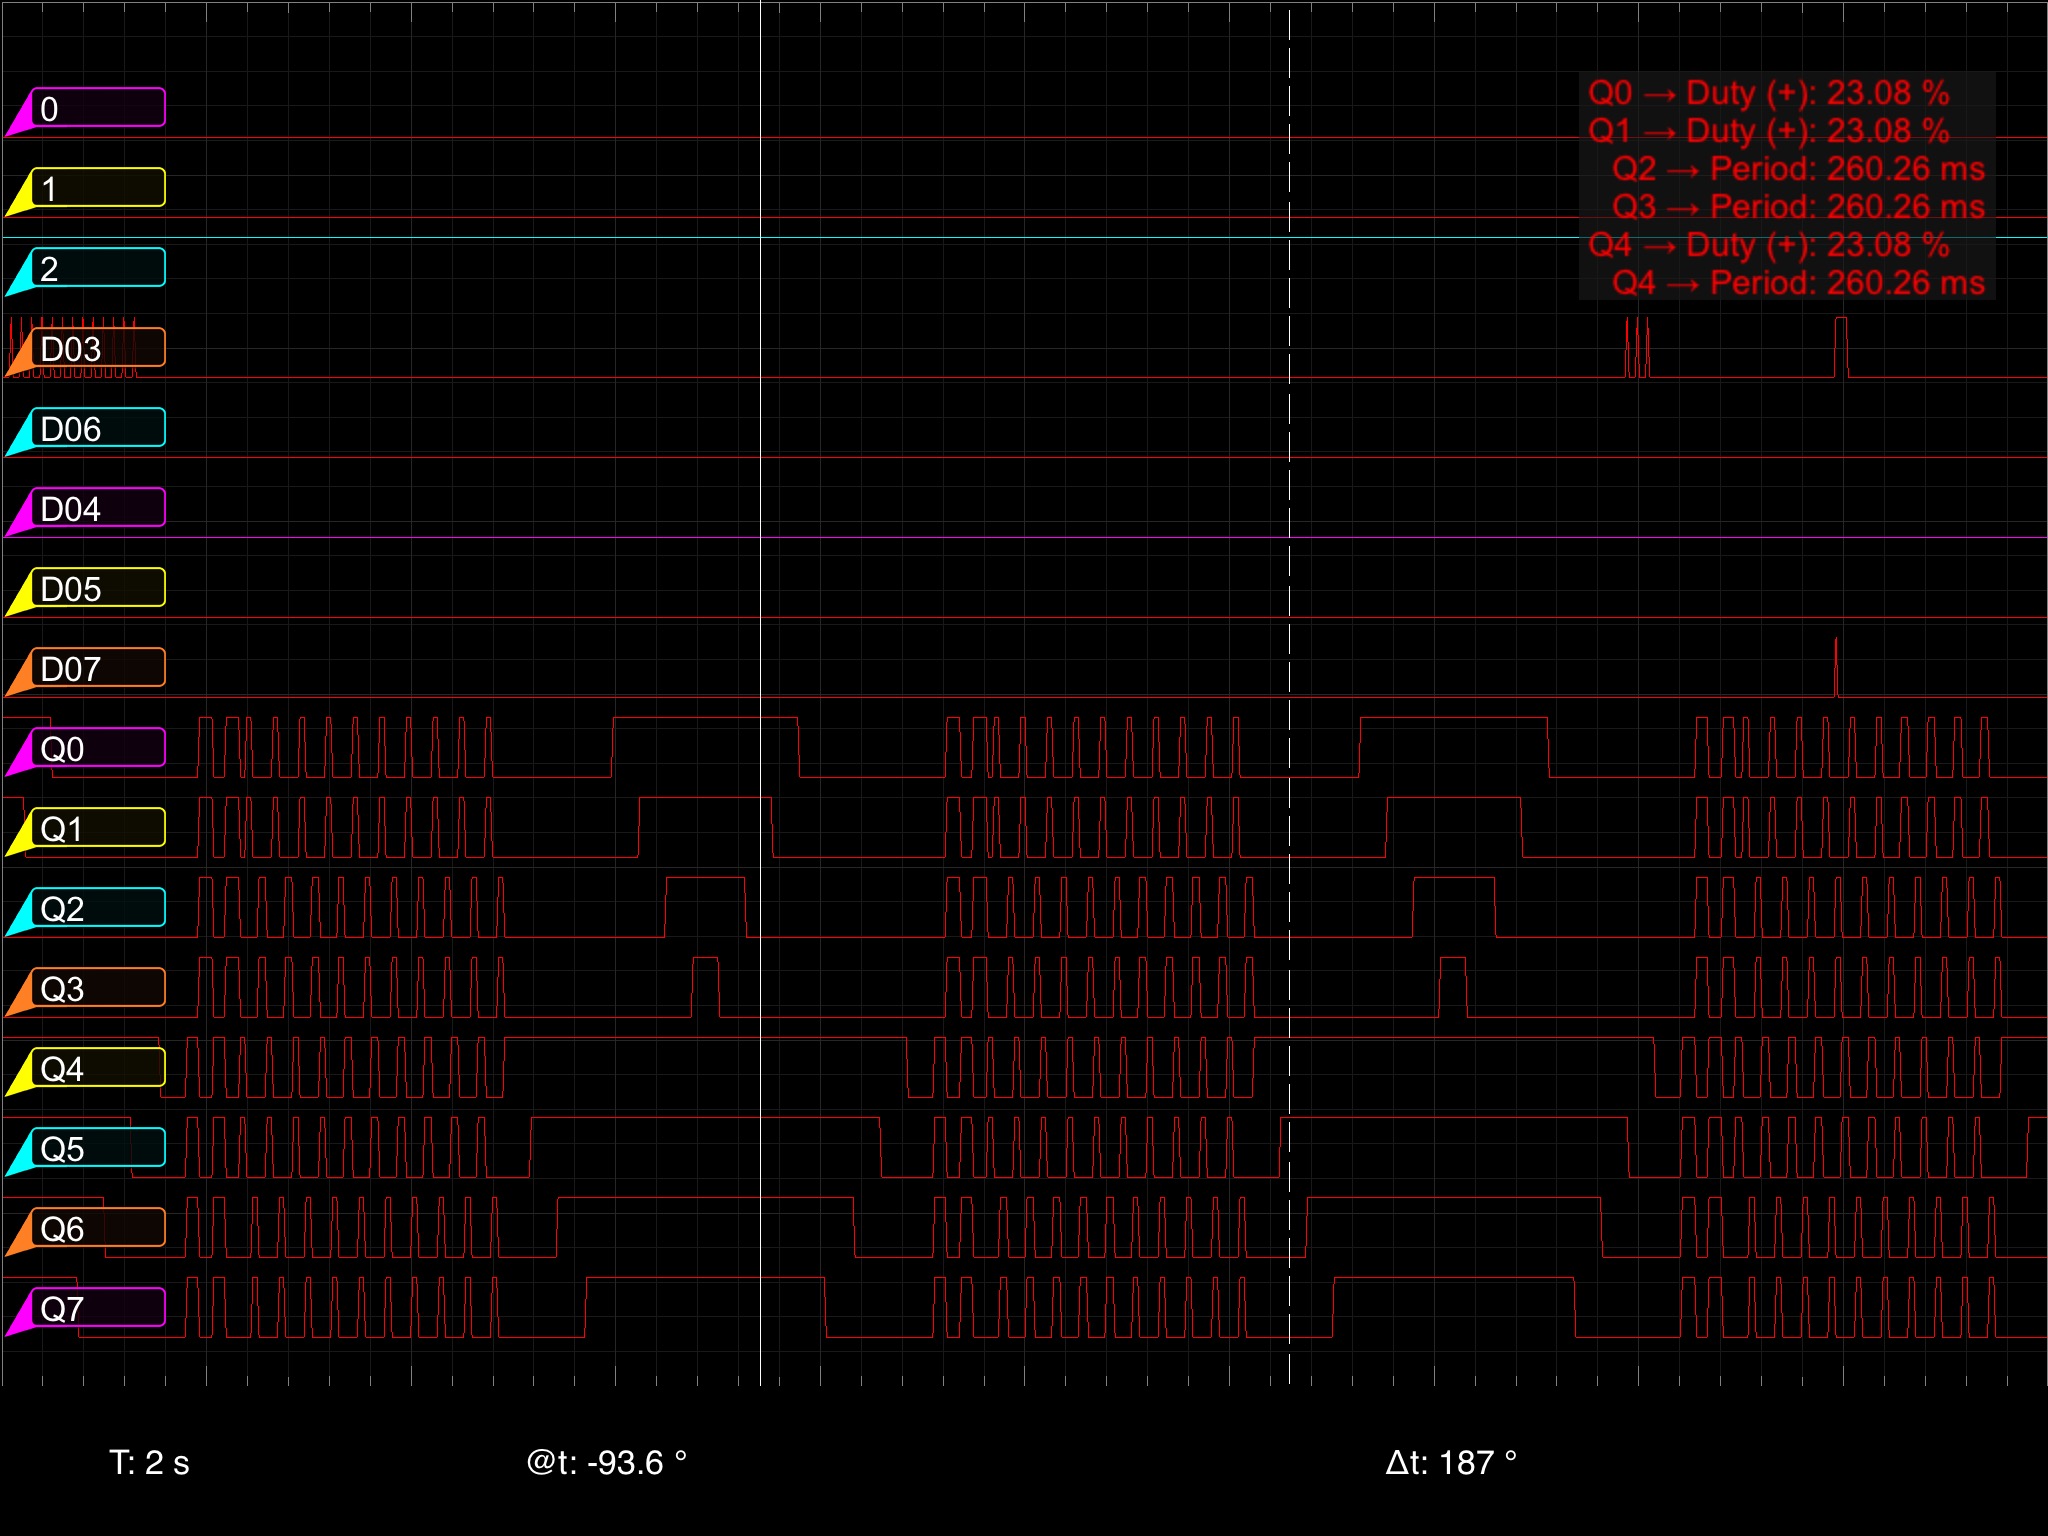 0
Q0 → Duty (+): 23.08 %
Q1 → Duty (+): 23.08 %
1
Q2 → Period: 260.26 ms
Q3 → Period: 260.26 ms
Q4 → Duty (+): 23.08 %
2
Q4 → Period: 260.26 ms
D03
D06
D04
D05
D07
Q0
Q1
Q2
Q3
Q4
Q5
Q6
Q7
T: 2 s
@t: -93.6 °
Δt: 187 °